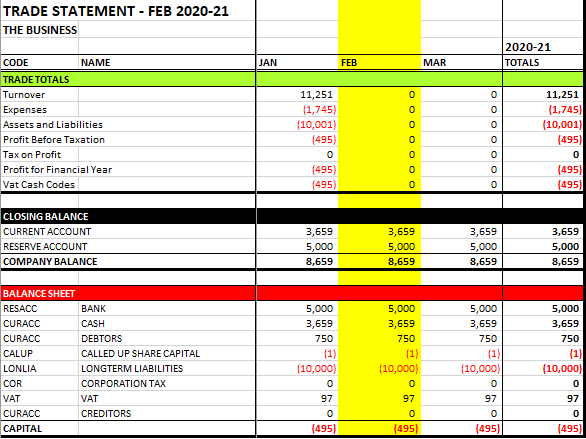 TRADE STATEMENT - FEB 2020-21
THE BUSINESS
2020-21
CODE NAME JAN FEB MAR TOTALS
TRADE TOTALS
Turnover 11,251 0 0 11,251
Expenses (1,745) 0 0 (1,745)
Assets and Liabilities (10,001) 0 0 (10,001)
Profit Before Taxation (495) 0 0 (495)
Tax on Profit 0 0 0 0
Profit for Financial Year (495) 0 0 (495)
Vat Cash Codes (495) 0 0 (495)
CLOSING BALANCE
CURRENT ACCOUNT 3,659 3,659 3,659 3,659
RESERVE ACCOUNT 5,000 5,000 5,000 5,000
COMPANY BALANCE 8,659 8,659 8,659 8,659
BALANCE SHEET
RESACC BANK 5,000 5,000 5,000 5,000
CURACC CASH 3,659 3,659 3,659 3,659
CURACC DEBTORS 750 750 750 750
CALUP CALLED UP SHARE CAPITAL (1) (1) (1) (1)
LONLIA LONGTERM LIABILITIES (10,000) (10,000) (10,000) (10,000)
COR CORPORATION TAX 0 0 0 0
VAT VAT 97 97 97 97
CURACC CREDITORS 0 0 0 0
CAPITAL (495) (495) (495) (495)